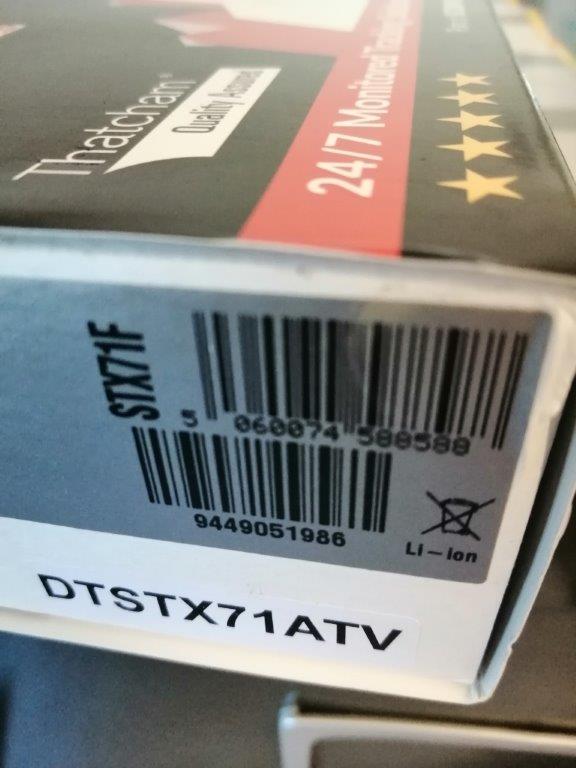 Thatcham®
Quality Assured
24/7 Monitored Tracking
STX71F
5 060074 588588
9449051986
Li-ion
DTSTX71ATV